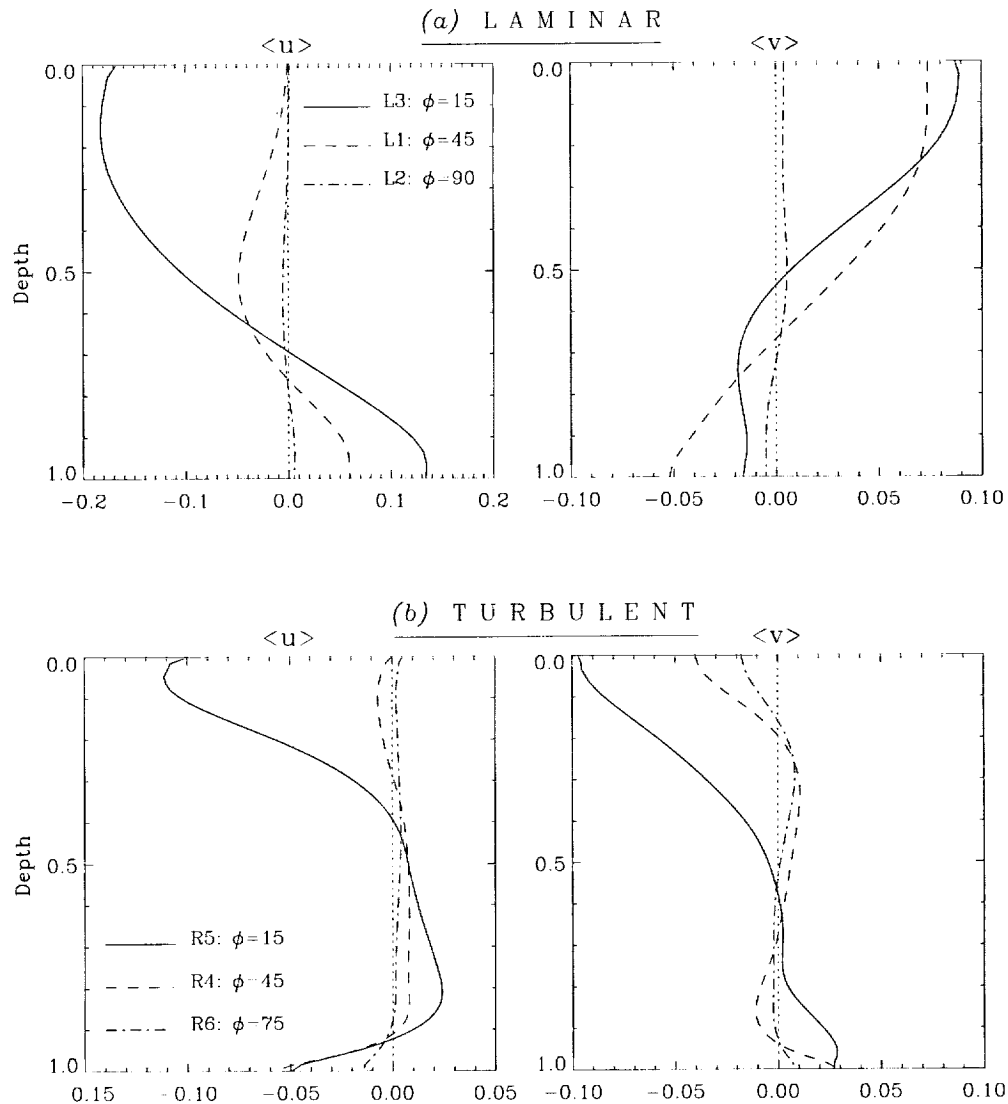 (a) LAMINAR
<u> <v>
0.0 0.0
L3: ϕ=15
L1: ϕ=45
L2: ϕ=90
Depth
0.5 0.5
1.0 1.0
−0.2 −0.1 0.0 0.1 0.2 −0.10 −0.05 0.00 0.05 0.10
(b) TURBULENT
<u> <v>
0.0 0.0
Depth
0.5 0.5
R5: ϕ=15
R4: ϕ=45
R6: ϕ=75
1.0 1.0
0.15 −0.10 −0.05 0.00 0.05 −0.10 −0.05 0.00 0.05 0.10